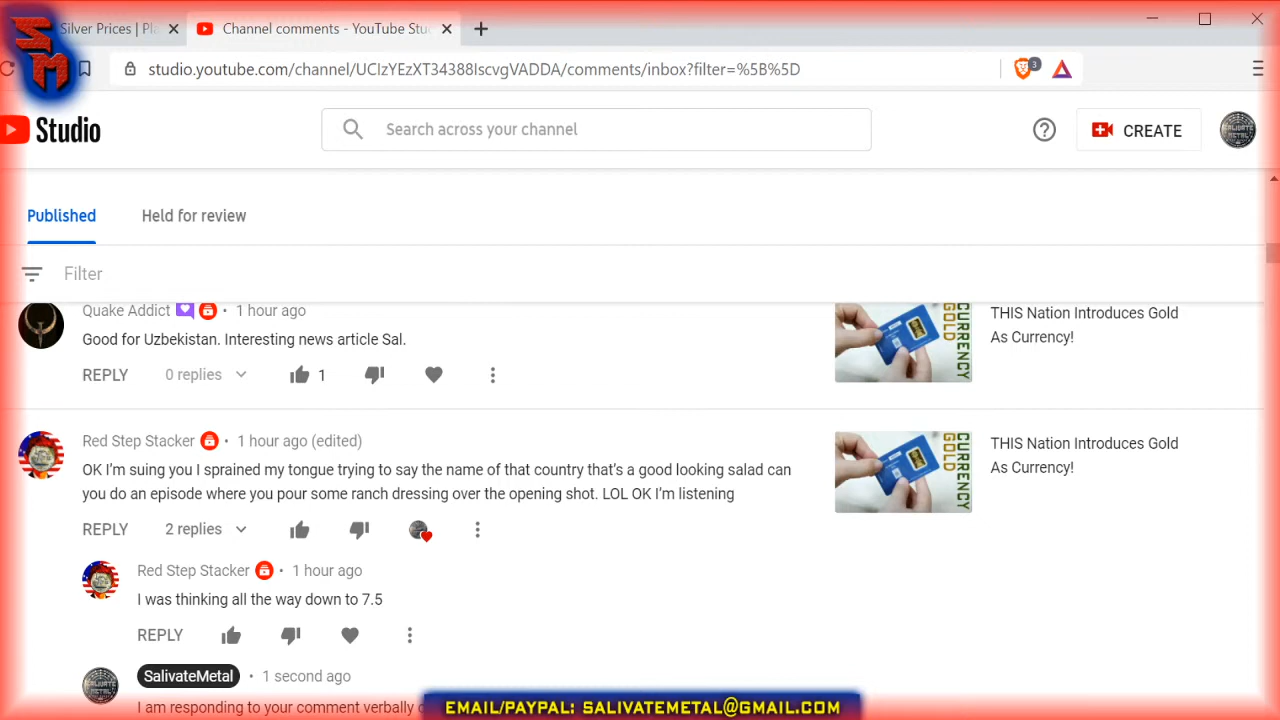 SM
Silver Prices | Pla
Channel comments - YouTube Stu
studio.youtube.com/channel/UCIzYEzXT34388IscvgVADDA/comments/inbox?filter=%5B%5D
3
Studio
Search across your channel
CREATE
SALIVATE METAL
Published
Held for review
Filter
Quake Addict • 1 hour ago
Good for Uzbekistan. Interesting news article Sal.
REPLY 0 replies 1
CURRENCY
GOLD
THIS Nation Introduces Gold
As Currency!
Red Step Stacker • 1 hour ago (edited)
OK I'm suing you I sprained my tongue trying to say the name of that country that's a good looking salad can
you do an episode where you pour some ranch dressing over the opening shot. LOL OK I'm listening
REPLY 2 replies
CURRENCY
GOLD
THIS Nation Introduces Gold
As Currency!
Red Step Stacker • 1 hour ago
I was thinking all the way down to 7.5
REPLY
SalivateMetal • 1 second ago
I am responding to your comment verbally
EMAIL/PAYPAL: SALIVATEMETAL@GMAIL.COM